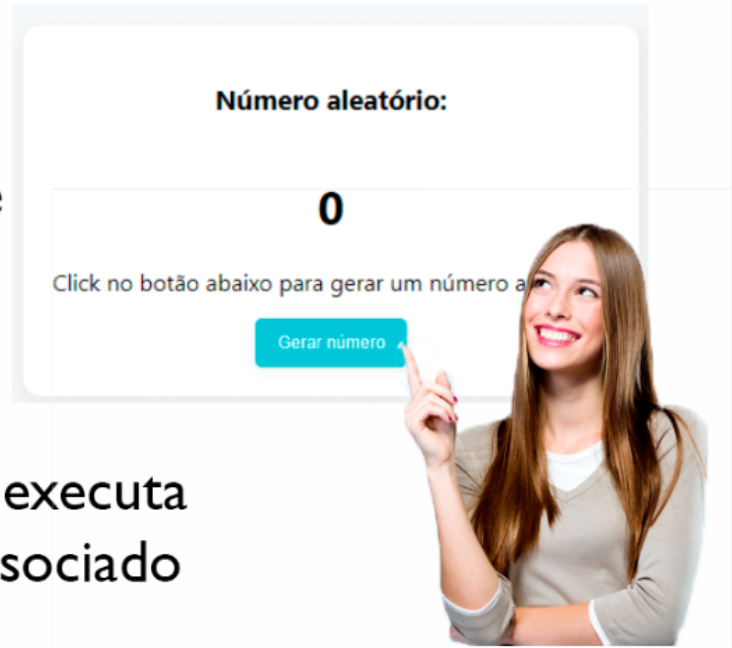 Número aleatório:
e
0
Click no botão abaixo para gerar um número a
Gerar número
executa
sociado